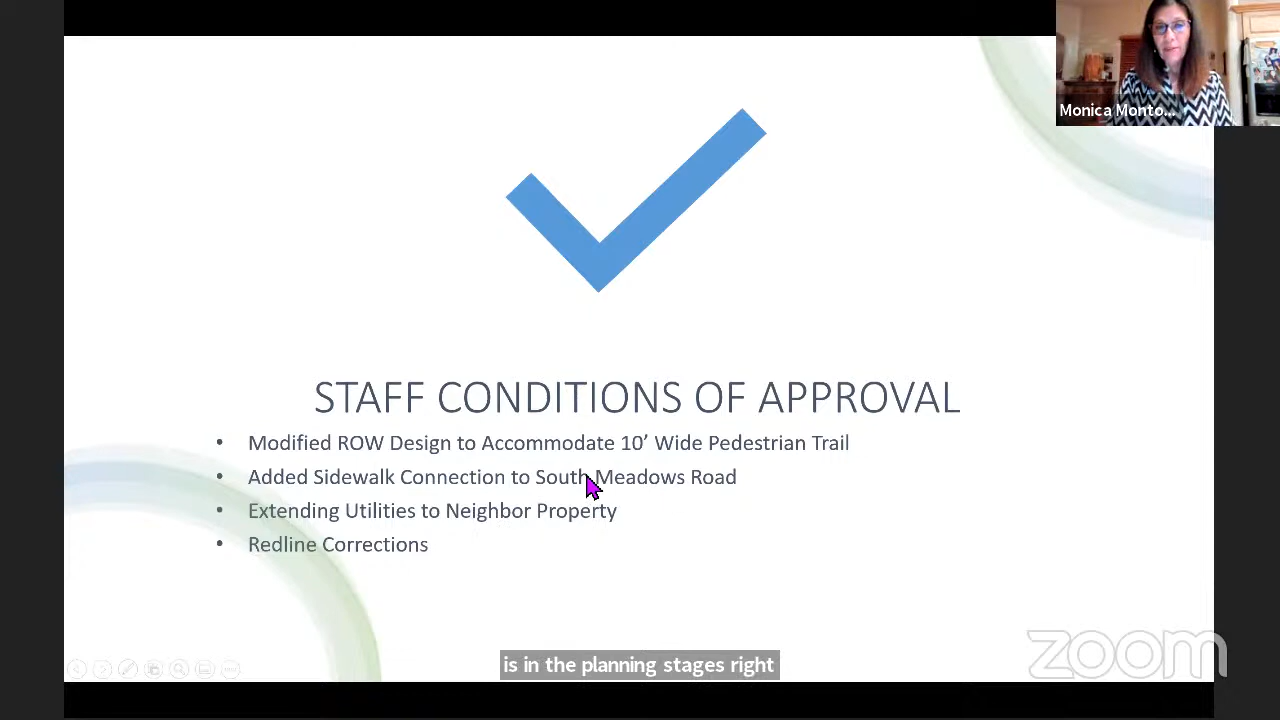 Monica Monto...
STAFF CONDITIONS OF APPROVAL
• Modified ROW Design to Accommodate 10’ Wide Pedestrian Trail
• Added Sidewalk Connection to South Meadows Road
• Extending Utilities to Neighbor Property
• Redline Corrections
is in the planning stages right
zoom